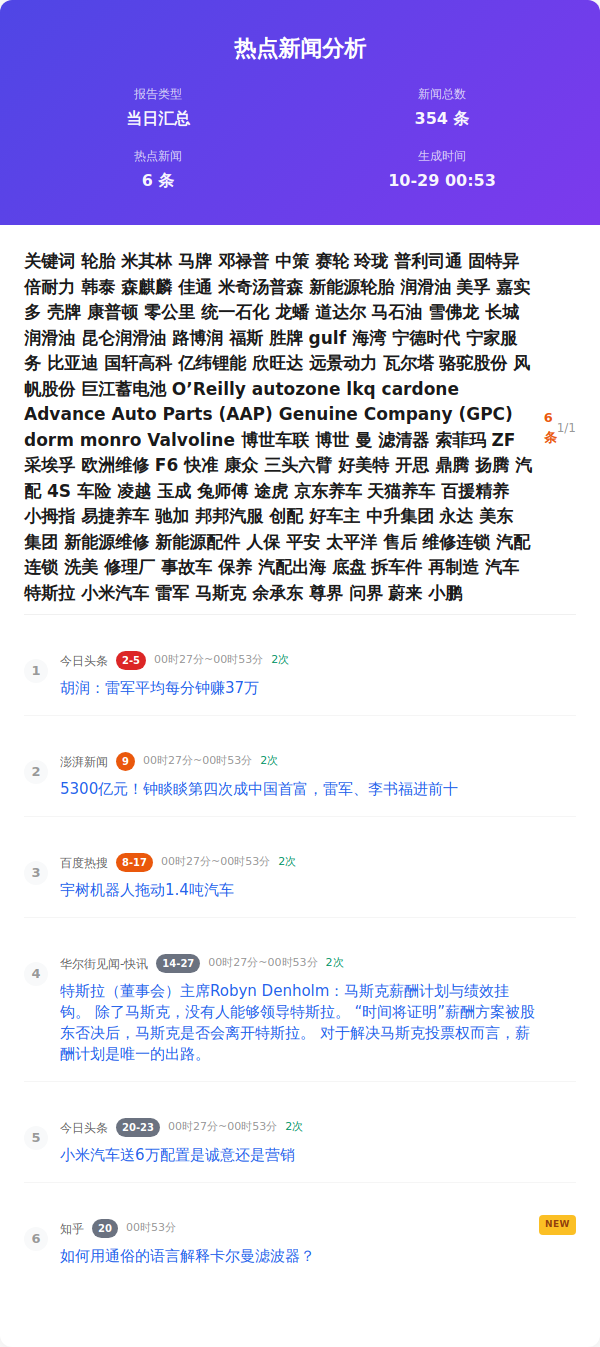 热点新闻分析
报告类型
当日汇总
新闻总数
354 条
热点新闻
6 条
生成时间
10-29 00:53
关键词 轮胎 米其林 马牌 邓禄普 中策 赛轮 玲珑 普利司通 固特异
倍耐力 韩泰 森麒麟 佳通 米奇汤普森 新能源轮胎 润滑油 美孚 嘉实
多 壳牌 康普顿 零公里 统一石化 龙蟠 道达尔 马石油 雪佛龙 长城
润滑油 昆仑润滑油 路博润 福斯 胜牌 gulf 海湾 宁德时代 宁家服
务 比亚迪 国轩高科 亿纬锂能 欣旺达 远景动力 瓦尔塔 骆驼股份 风
帆股份 巨江蓄电池 O’Reilly autozone lkq cardone
Advance Auto Parts (AAP) Genuine Company (GPC)
dorm monro Valvoline 博世车联 博世 曼 滤清器 索菲玛 ZF
采埃孚 欧洲维修 F6 快准 康众 三头六臂 好美特 开思 鼎腾 扬腾 汽
配 4S 车险 凌越 玉成 兔师傅 途虎 京东养车 天猫养车 百援精养
小拇指 易捷养车 驰加 邦邦汽服 创配 好车主 中升集团 永达 美东
集团 新能源维修 新能源配件 人保 平安 太平洋 售后 维修连锁 汽配
连锁 洗美 修理厂 事故车 保养 汽配出海 底盘 拆车件 再制造 汽车
特斯拉 小米汽车 雷军 马斯克 余承东 尊界 问界 蔚来 小鹏
6
条
1/1
1
今日头条 2-5 00时27分~00时53分 2次
胡润：雷军平均每分钟赚37万
2
澎湃新闻 9 00时27分~00时53分 2次
5300亿元！钟睒睒第四次成中国首富，雷军、李书福进前十
3
百度热搜 8-17 00时27分~00时53分 2次
宇树机器人拖动1.4吨汽车
4
华尔街见闻-快讯 14-27 00时27分~00时53分 2次
特斯拉（董事会）主席Robyn Denholm：马斯克薪酬计划与绩效挂
钩。 除了马斯克，没有人能够领导特斯拉。 “时间将证明”薪酬方案被股
东否决后，马斯克是否会离开特斯拉。 对于解决马斯克投票权而言，薪
酬计划是唯一的出路。
5
今日头条 20-23 00时27分~00时53分 2次
小米汽车送6万配置是诚意还是营销
6
知乎 20 00时53分
NEW
如何用通俗的语言解释卡尔曼滤波器？